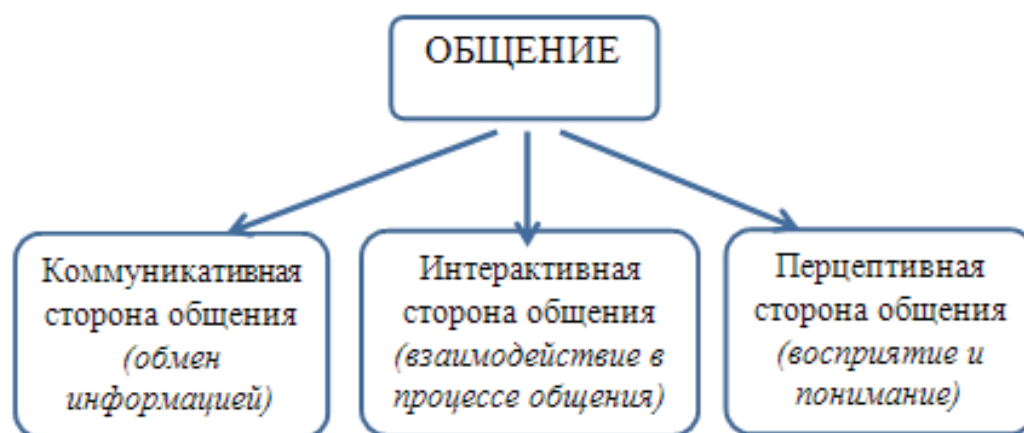 ОБЩЕНИЕ
Коммуникативная
сторона общения
(обмен
информацией)
Интерактивная
сторона общения
(взаимодействие в
процессе общения)
Перцептивная
сторона общения
(восприятие и
понимание)